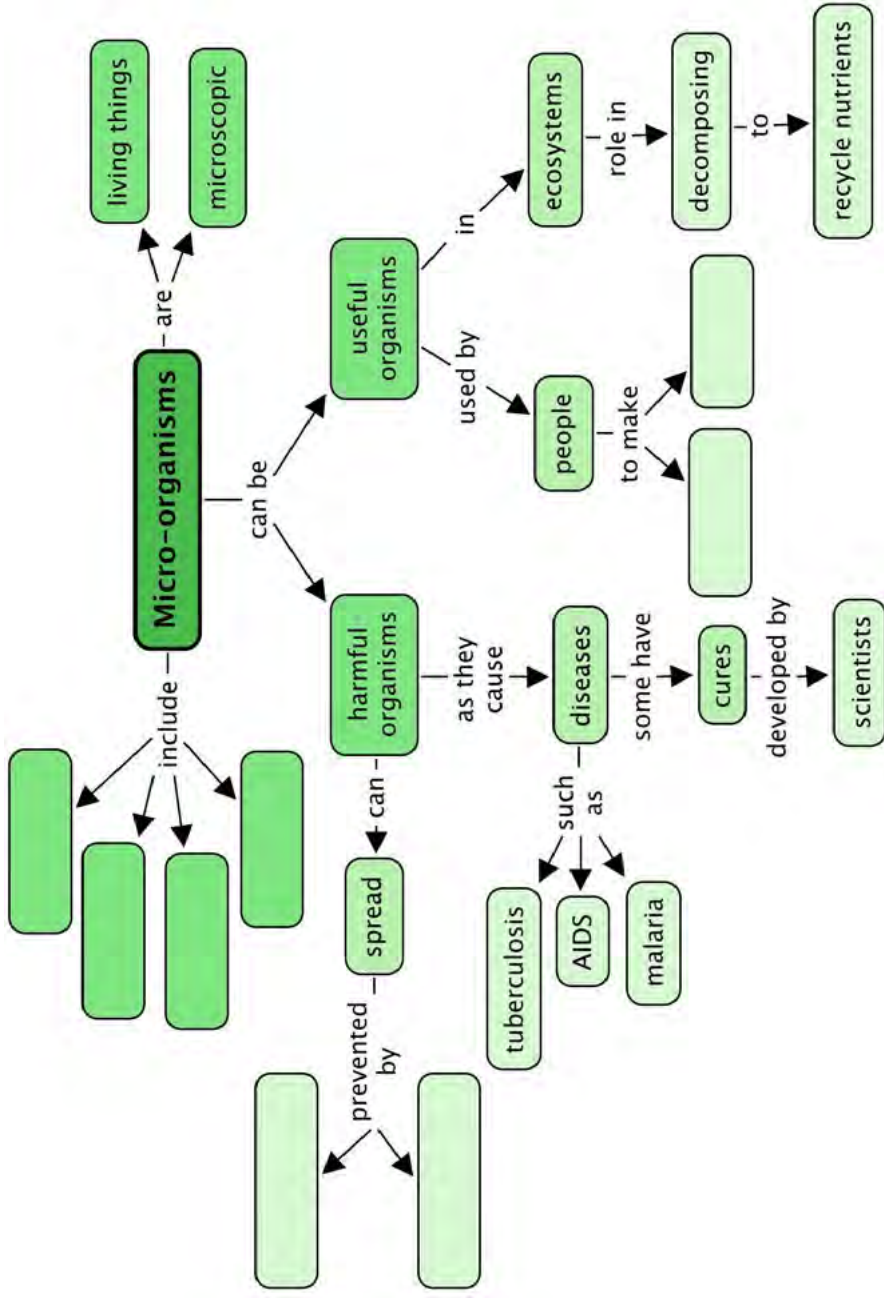 Micro-organisms
include
are
living things
microscopic
can be
harmful
organisms
useful
organisms
can
spread
prevented
by
as they
cause
diseases
such
as
tuberculosis
AIDS
malaria
some have
cures
developed by
scientists
used by
people
to make
in
ecosystems
role in
decomposing
to
recycle nutrients